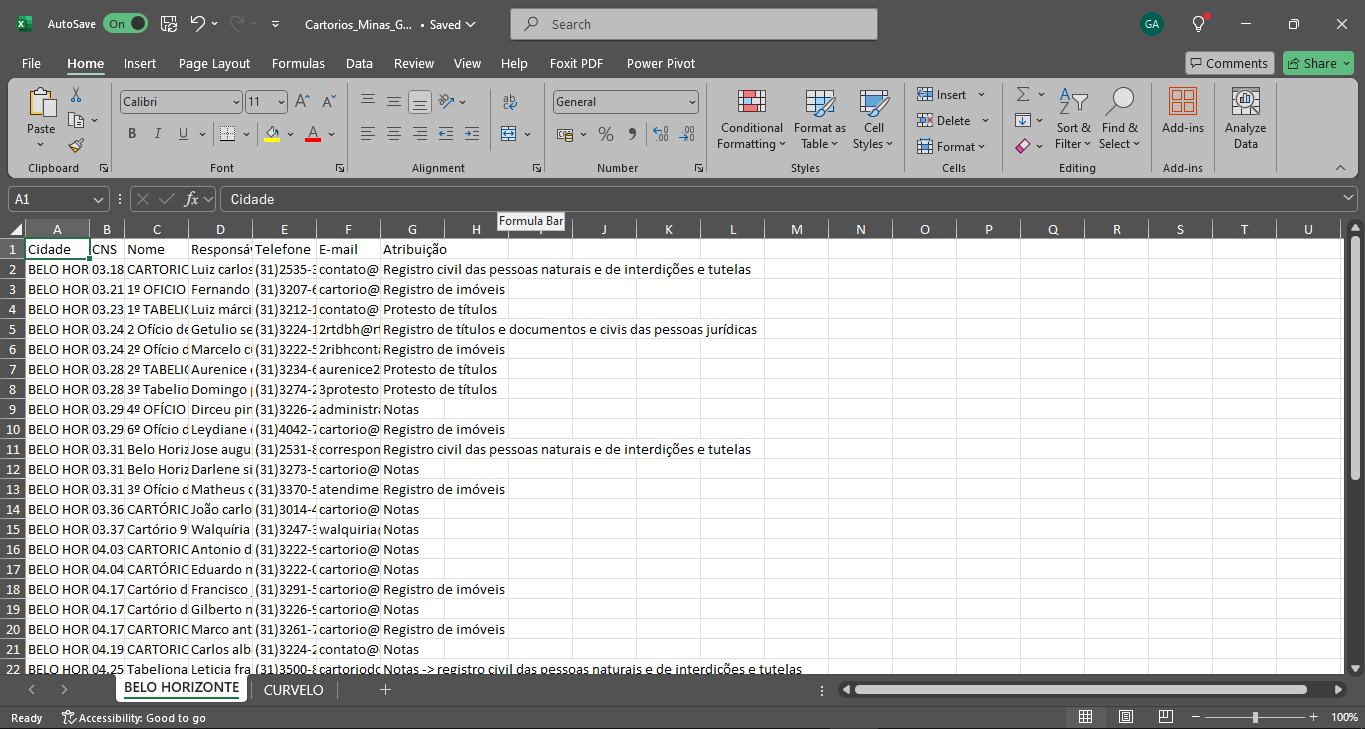 AutoSave On Cartorios_Minas_G... • Saved Search GA
File Home Insert Page Layout Formulas Data Review View Help Foxit PDF Power Pivot Comments Share
Paste Calibri 11 A A ab General Conditional Formatting Format as Table Cell Styles Insert Delete Format Sort & Filter Find & Select Add-ins Analyze Data
B I U A % 9 .00
Clipboard Font Alignment Number Styles Cells Editing Add-ins
A1 fx Cidade
Formula Bar
A B C D E F G H I J K L M N O P Q R S T U
1 Cidade CNS Nome Responsáv Telefone E-mail Atribuição
2 BELO HOR 03.18 CARTORIO Luiz carlos (31)2535-3 contato@ Registro civil das pessoas naturais e de interdições e tutelas
3 BELO HOR 03.21 1º OFICIO Fernando (31)3207-6 cartorio@ Registro de imóveis
4 BELO HOR 03.23 1º TABELIO Luiz márci (31)3212-1 contato@ Protesto de títulos
5 BELO HOR 03.24 2 Ofício de Getulio se (31)3224-1 2rtdbh@rt Registro de títulos e documentos e civis das pessoas jurídicas
6 BELO HOR 03.24 2º Ofício d Marcelo cu (31)3222-5 2ribhconta Registro de imóveis
7 BELO HOR 03.28 2º TABELIO Aurenice (31)3234-6 aurenice2 Protesto de títulos
8 BELO HOR 03.28 3º Tabelio Domingo (31)3274-2 3protesto Protesto de títulos
9 BELO HOR 03.29 4º OFÍCIO Dirceu pin (31)3226-2 administra Notas
10 BELO HOR 03.29 6º Ofício d Leydiane (31)4042-7 cartorio@ Registro de imóveis
11 BELO HOR 03.31 Belo Horiz Jose augu (31)2531-8 correspon Registro civil das pessoas naturais e de interdições e tutelas
12 BELO HOR 03.31 Belo Horiz Darlene si (31)3273-5 cartorio@ Notas
13 BELO HOR 03.31 3º Ofício d Matheus (31)3370-5 atendime Registro de imóveis
14 BELO HOR 03.36 CARTÓRIO João carlo (31)3014-4 cartorio@ Notas
15 BELO HOR 03.37 Cartório 9 Walquíria (31)3247-3 walquiria Notas
16 BELO HOR 04.03 CARTORIO Antonio d (31)3222-9 cartorio@ Notas
17 BELO HOR 04.04 CARTÓRIO Eduardo (31)3222-0 cartorio@ Notas
18 BELO HOR 04.17 Cartório d Francisco (31)3291-5 cartorio@ Registro de imóveis
19 BELO HOR 04.17 Cartório d Gilberto (31)3226-9 cartorio@ Notas
20 BELO HOR 04.17 CARTORIO Marco ant (31)3261-7 cartorio@ Registro de imóveis
21 BELO HOR 04.19 CARTORIO Carlos alb (31)3224-2 contato@ Notas
22 BELO HOR 04.25 Tabeliona Leticia fra (31)3500-8 cartoriodo Notas -> registro civil das pessoas naturais e de interdições e tutelas
BELO HORIZONTE CURVELO
Ready Accessibility: Good to go 100%